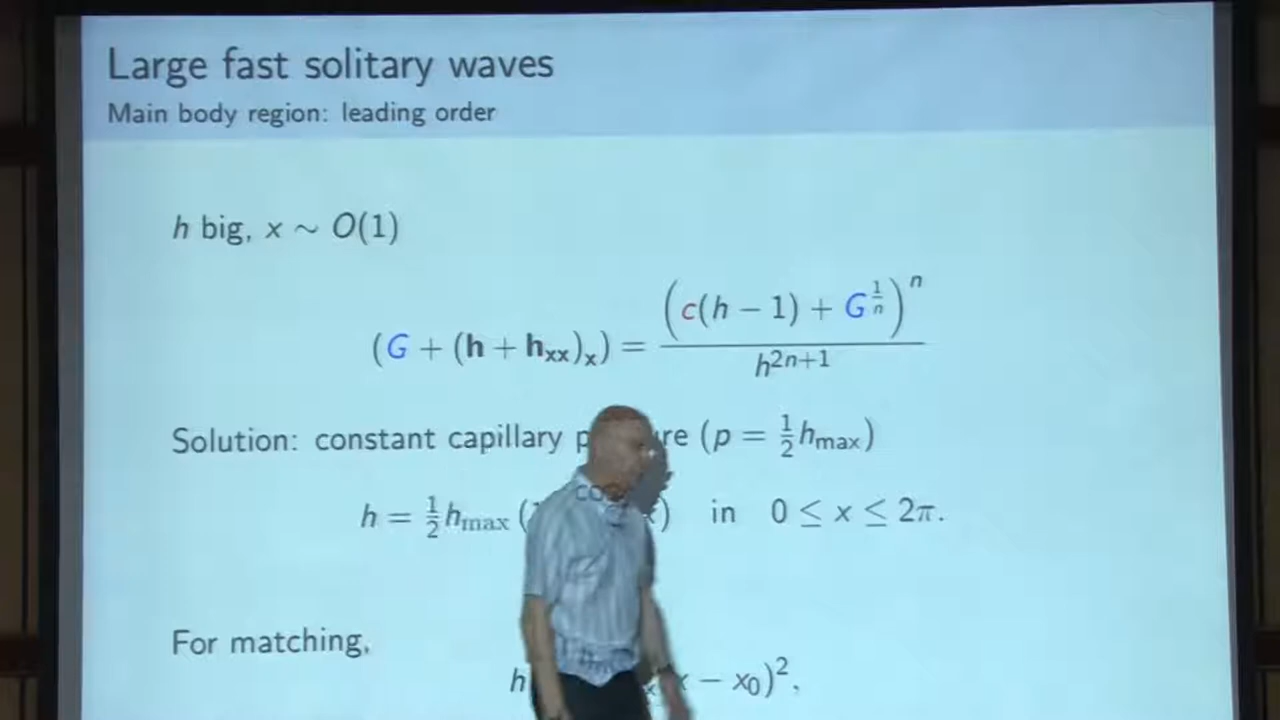 Large fast solitary waves
Main body region: leading order
h big, x ∼ O(1)
(G + (h + h_xx)_x) = (c(h − 1) + G^{1/n})^n / h^{2n+1}
Solution: constant capillary (p = ½h_max)
h = ½h_max ( ) in 0 ≤ x ≤ 2π.
For matching,
h − x₀)².